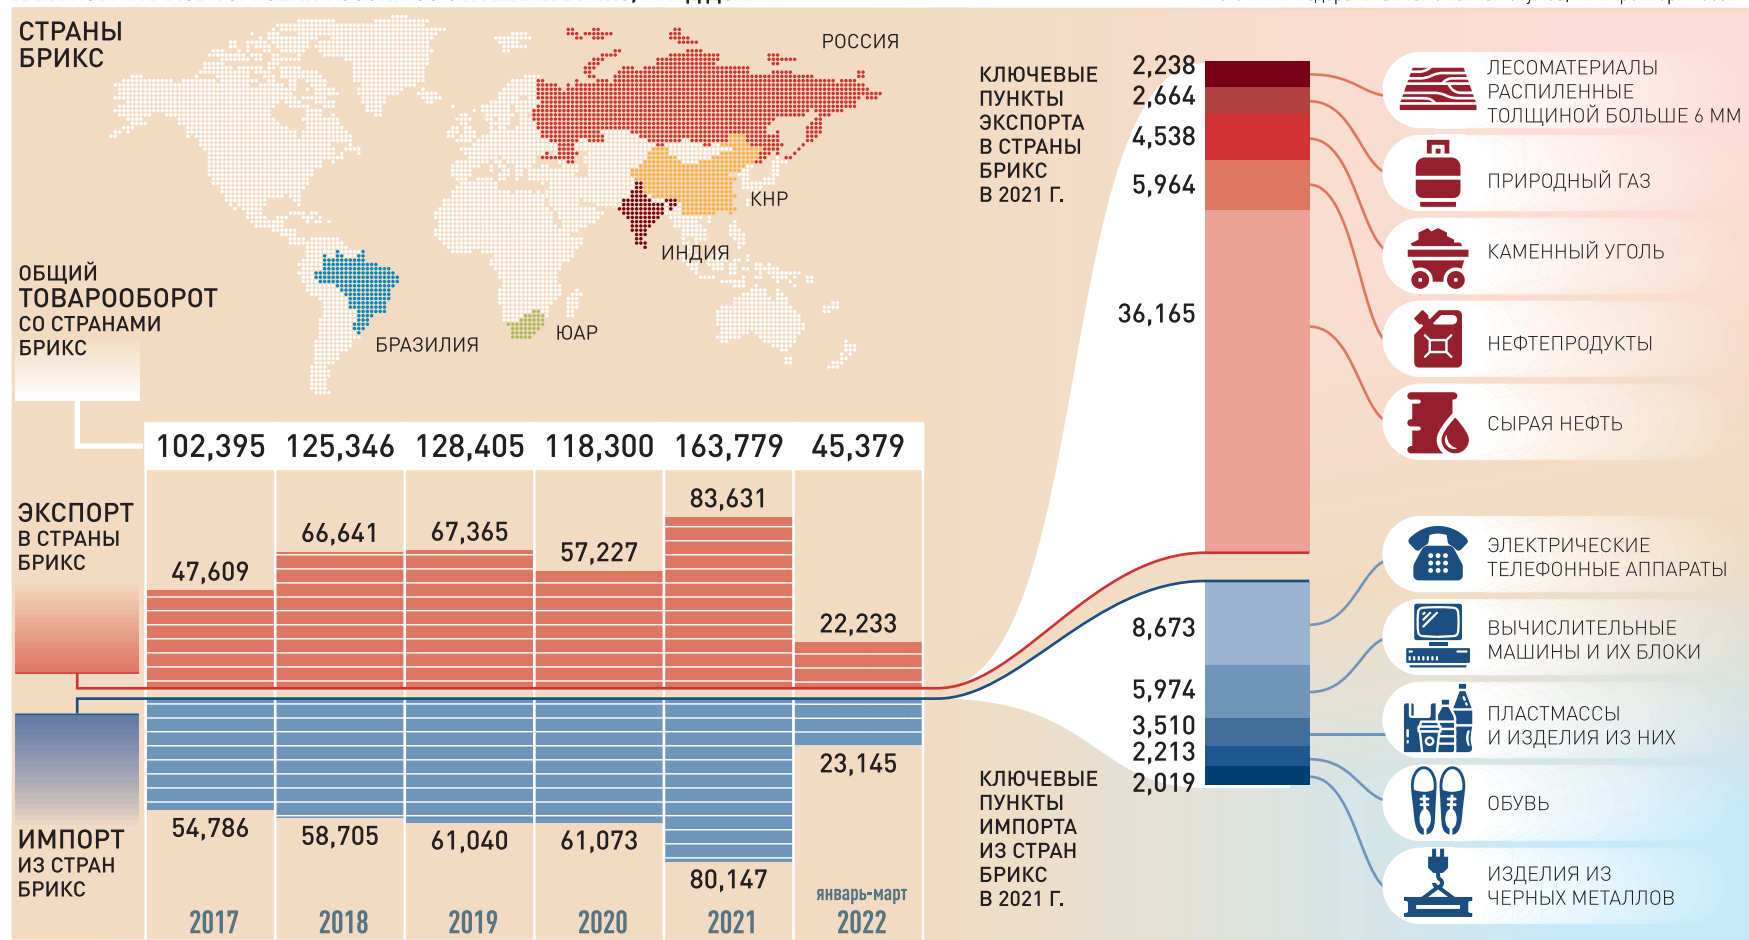 СТРАНЫ
БРИКС
РОССИЯ
КНР
ИНДИЯ
БРАЗИЛИЯ
ЮАР
ОБЩИЙ
ТОВАРООБОРОТ
СО СТРАНАМИ
БРИКС
102,395 125,346 128,405 118,300 163,779 45,379
ЭКСПОРТ
В СТРАНЫ
БРИКС
47,609 66,641 67,365 57,227 83,631 22,233
ИМПОРТ
ИЗ СТРАН
БРИКС
54,786 58,705 61,040 61,073 80,147 23,145
январь-март
2017 2018 2019 2020 2021 2022
КЛЮЧЕВЫЕ
ПУНКТЫ
ЭКСПОРТА
В СТРАНЫ
БРИКС
В 2021 Г.
2,238
2,664
4,538
5,964
36,165
ЛЕСОМАТЕРИАЛЫ
РАСПИЛЕННЫЕ
ТОЛЩИНОЙ БОЛЬШЕ 6 ММ
ПРИРОДНЫЙ ГАЗ
КАМЕННЫЙ УГОЛЬ
НЕФТЕПРОДУКТЫ
СЫРАЯ НЕФТЬ
КЛЮЧЕВЫЕ
ПУНКТЫ
ИМПОРТА
ИЗ СТРАН
БРИКС
В 2021 Г.
8,673
5,974
3,510
2,213
2,019
ЭЛЕКТРИЧЕСКИЕ
ТЕЛЕФОННЫЕ АППАРАТЫ
ВЫЧИСЛИТЕЛЬНЫЕ
МАШИНЫ И ИХ БЛОКИ
ПЛАСТМАССЫ
И ИЗДЕЛИЯ ИЗ НИХ
ОБУВЬ
ИЗДЕЛИЯ ИЗ
ЧЕРНЫХ МЕТАЛЛОВ